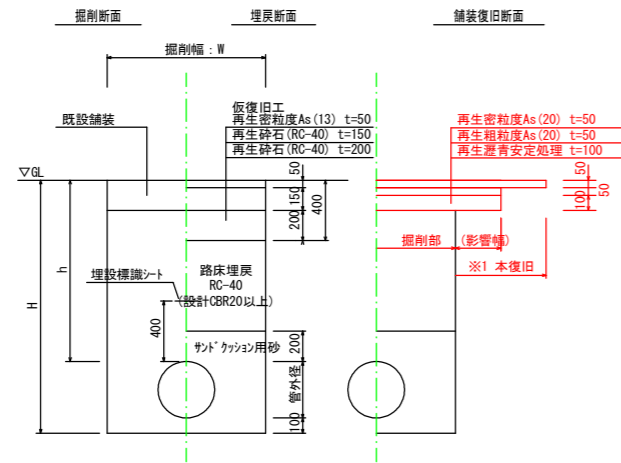 掘削断面
埋戻断面
舗装復旧断面
掘削幅：W
仮復旧工
再生密粒度As(13) t=50
再生砕石(RC-40) t=150
再生砕石(RC-40) t=200
既設舗装
再生密粒度As(20) t=50
再生粗粒度As(20) t=50
再生瀝青安定処理 t=100
▽GL
50
150
200
400
50
50
100
掘削部
(影響幅)
※1 本復旧
h
H
埋設標識シート
路床埋戻
RC-40
(設計CBR20以上)
400
サンドクッション用砂
200
管外径
100